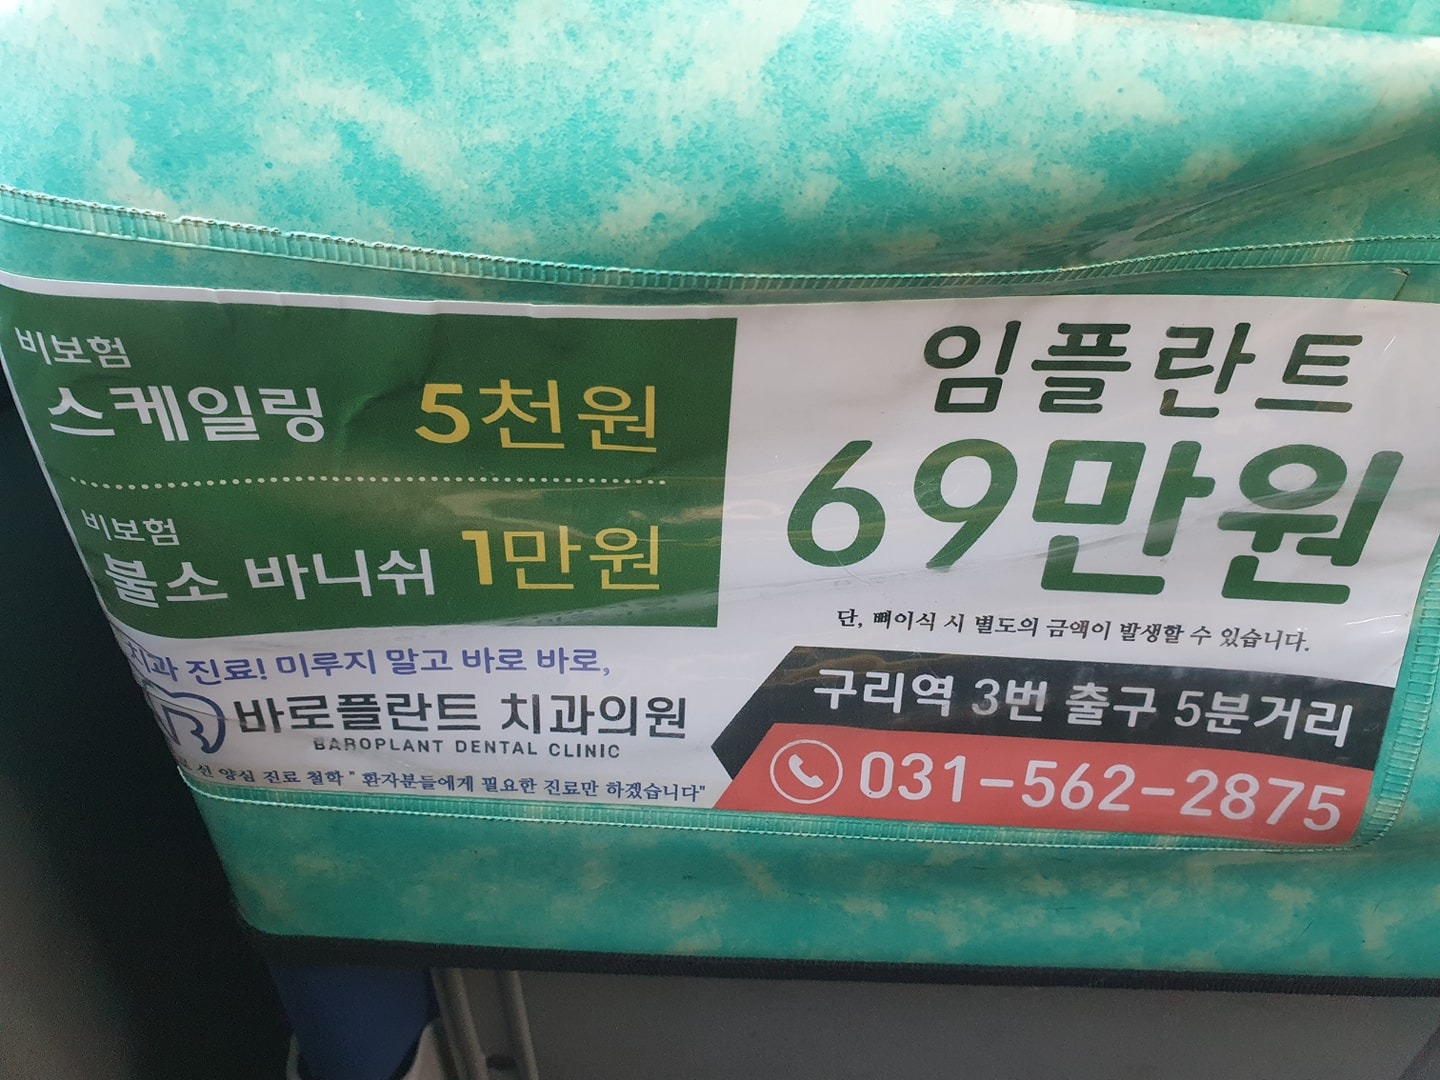 비보험
스케일링 5천원
비보험
불소 바니쉬 1만원
치과 진료! 미루지 말고 바로 바로,
바로플란트 치과의원
BAROPLANT DENTAL CLINIC
선 양심 진료 철학 " 환자분들에게 필요한 진료만 하겠습니다"
임플란트
69만원
단, 뼈이식 시 별도의 금액이 발생할 수 있습니다.
구리역 3번 출구 5분거리
031-562-2875